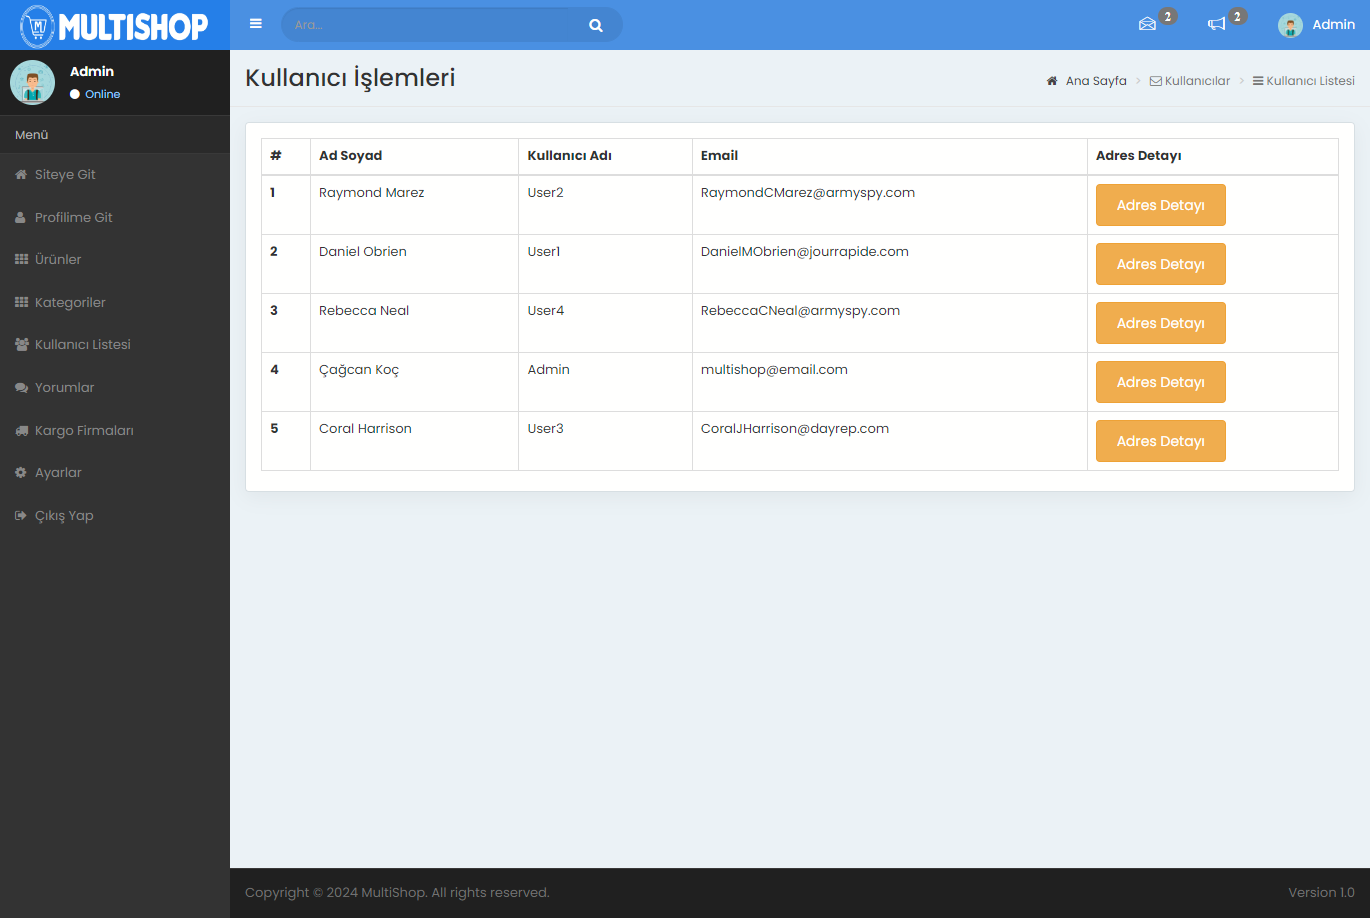 MULTISHOP
Ara...
2
2
Admin
Admin
Online
Menü
Siteye Git
Profilime Git
Ürünler
Kategoriler
Kullanıcı Listesi
Yorumlar
Kargo Firmaları
Ayarlar
Çıkış Yap
Kullanıcı İşlemleri
Ana Sayfa > Kullanıcılar > Kullanıcı Listesi
# Ad Soyad Kullanıcı Adı Email Adres Detayı
1 Raymond Marez User2 RaymondCMarez@armyspy.com Adres Detayı
2 Daniel Obrien User1 DanielMObrien@jourrapide.com Adres Detayı
3 Rebecca Neal User4 RebeccaCNeal@armyspy.com Adres Detayı
4 Çağcan Koç Admin multishop@email.com Adres Detayı
5 Coral Harrison User3 CoralJHarrison@dayrep.com Adres Detayı
Copyright © 2024 MultiShop. All rights reserved.
Version 1.0